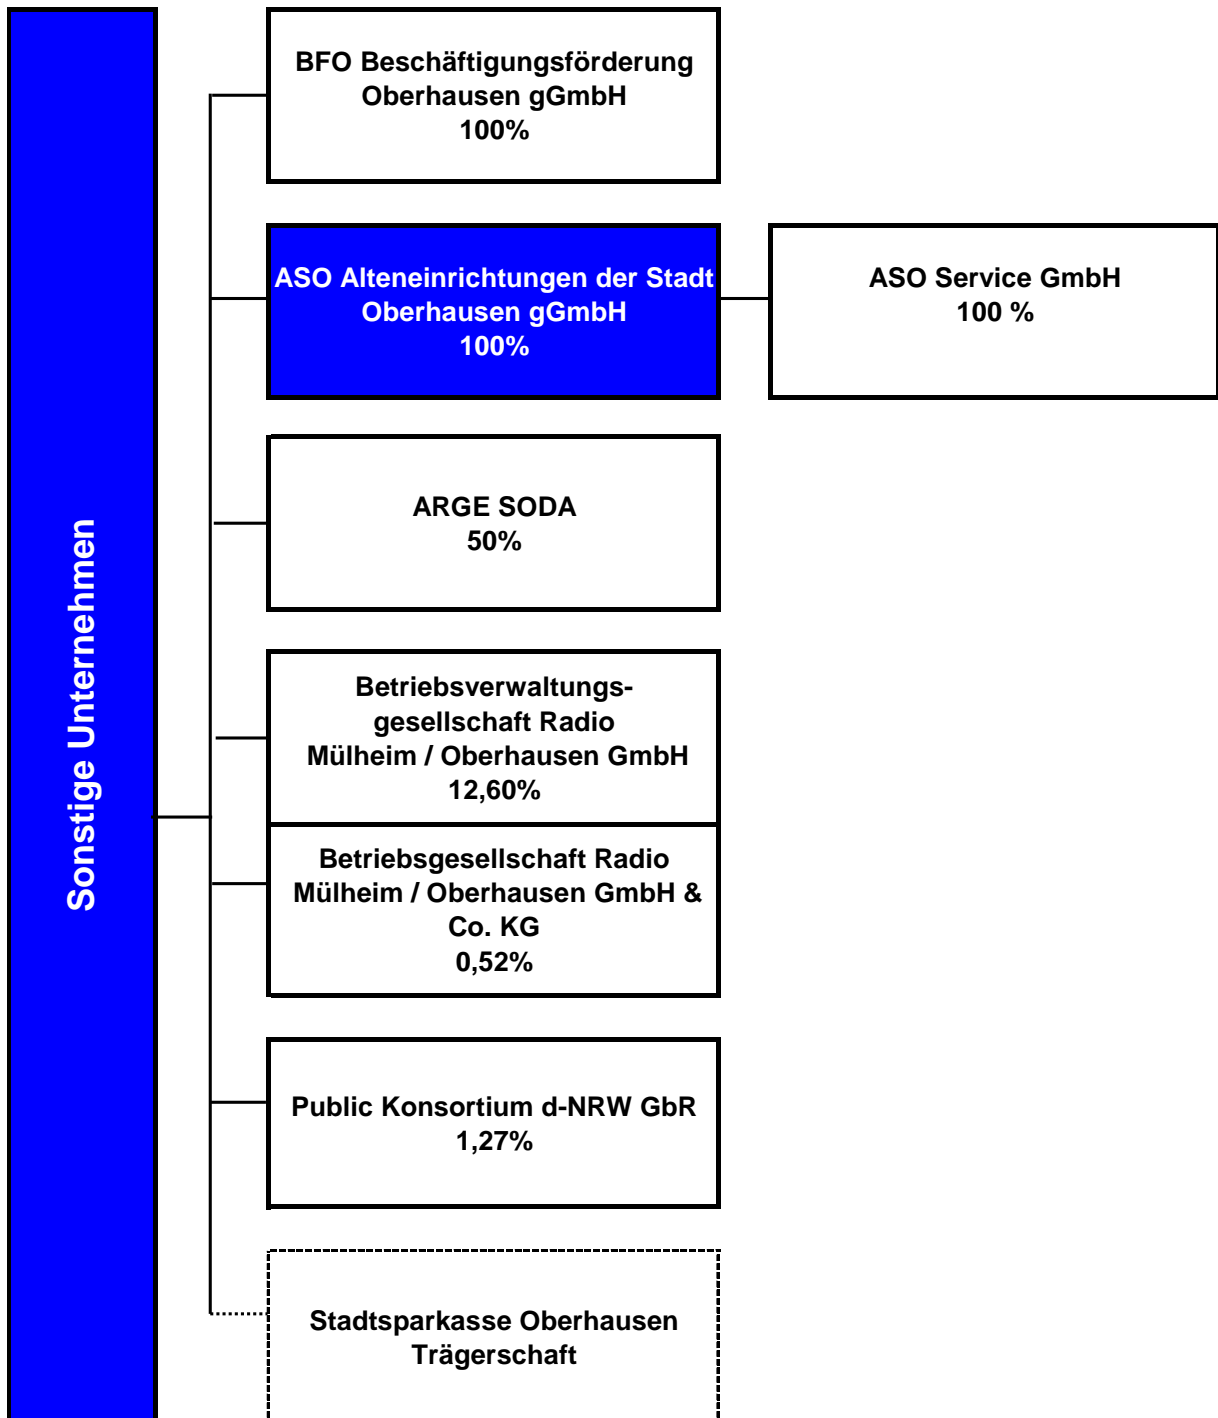 Sonstige Unternehmen
BFO Beschäftigungsförderung
Oberhausen gGmbH
100%
ASO Alteneinrichtungen der Stadt
Oberhausen gGmbH
100%
ASO Service GmbH
100 %
ARGE SODA
50%
Betriebsverwaltungs-
gesellschaft Radio
Mülheim / Oberhausen GmbH
12,60%
Betriebsgesellschaft Radio
Mülheim / Oberhausen GmbH &
Co. KG
0,52%
Public Konsortium d-NRW GbR
1,27%
Stadtsparkasse Oberhausen
Trägerschaft